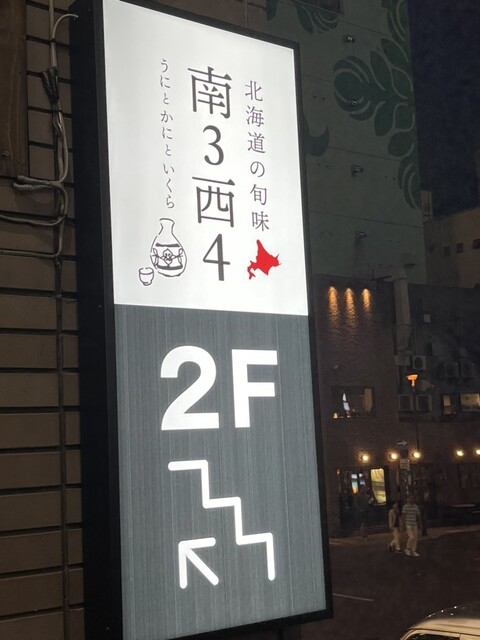 北海道の旬味
南3西4
うにとかにといくら
2F